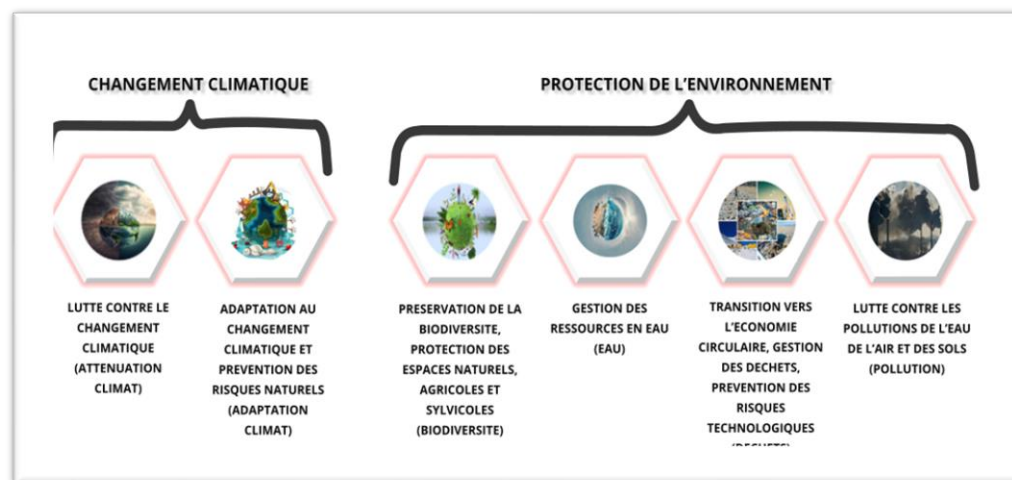 CHANGEMENT CLIMATIQUE
PROTECTION DE L’ENVIRONNEMENT
LUTTE CONTRE LE
CHANGEMENT
CLIMATIQUE
(ATTENUATION
CLIMAT)
ADAPTATION AU
CHANGEMENT
CLIMATIQUE ET
PREVENTION DES
RISQUES NATURELS
(ADAPTATION
CLIMAT)
PRESERVATION DE LA
BIODIVERSITE,
PROTECTION DES
ESPACES NATURELS,
AGRICOLES ET
SYLVICOLES
(BIODIVERSITE)
GESTION DES
RESSOURCES EN EAU
(EAU)
TRANSITION VERS
L’ECONOMIE
CIRCULAIRE, GESTION
DES DECHETS,
PREVENTION DES
RISQUES
TECHNOLOGIQUES
LUTTE CONTRE LES
POLLUTIONS DE L’EAU
DE L’AIR ET DES SOLS
(POLLUTION)